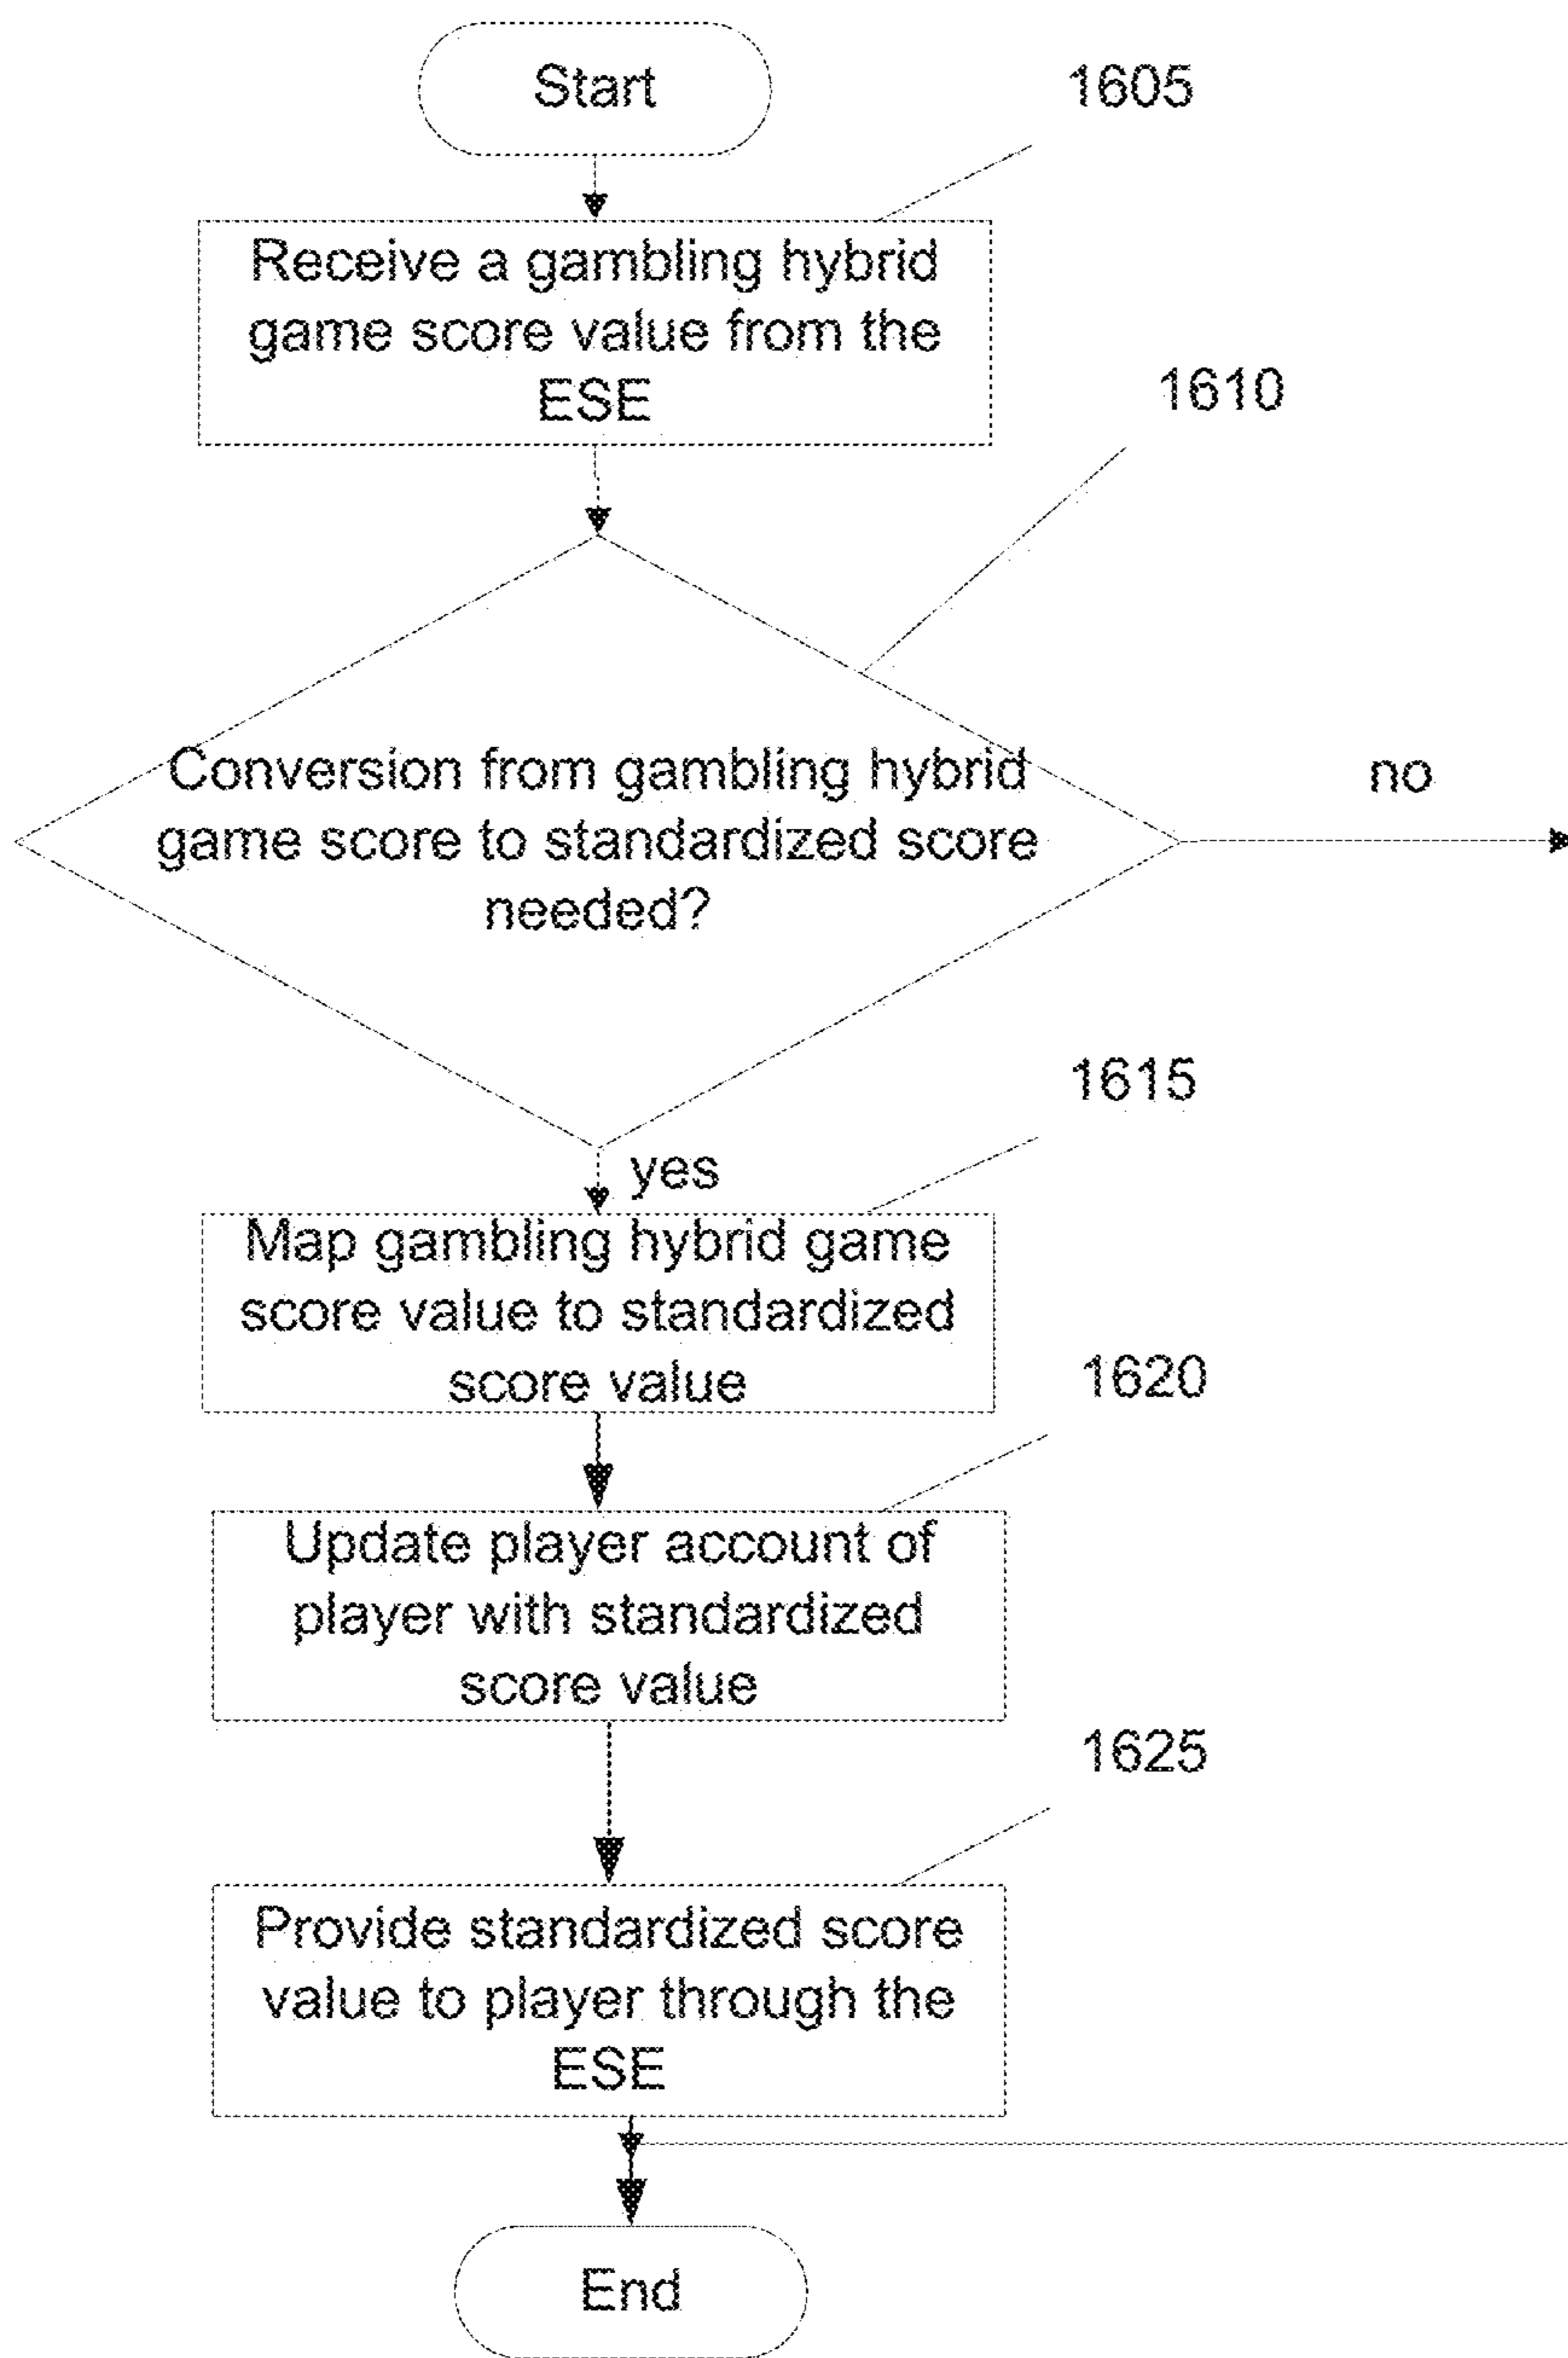 Start
1605
Receive a gambling hybrid
game score value from the
ESE
1610
Conversion from gambling hybrid
game score to standardized score
needed?
no
1615
yes
Map gambling hybrid game
score value to standardized
score value
1620
Update player account of
player with standardized
score value
1625
Provide standardized score
value to player through the
ESE
End